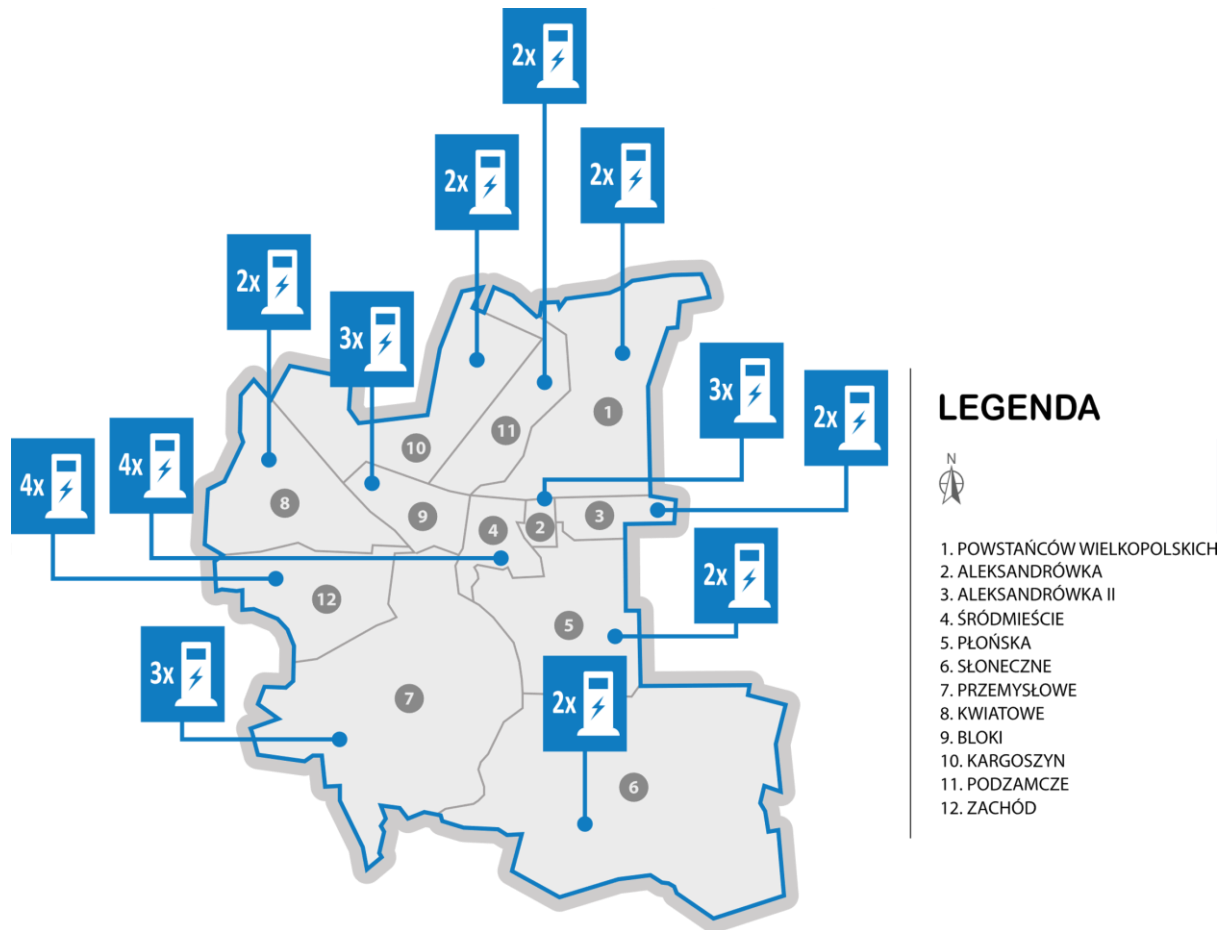 2x
2x
2x
2x
3x
3x
2x
4x
4x
2x
3x
2x
1
11
10
8
9
4
2
3
12
5
7
6
LEGENDA
N
1. POWSTAŃCÓW WIELKOPOLSKICH
2. ALEKSANDRÓWKA
3. ALEKSANDRÓWKA II
4. ŚRÓDMIEŚCIE
5. PŁOŃSKA
6. SŁONECZNE
7. PRZEMYSŁOWE
8. KWIATOWE
9. BLOKI
10. KARGOSZYN
11. PODZAMCZE
12. ZACHÓD